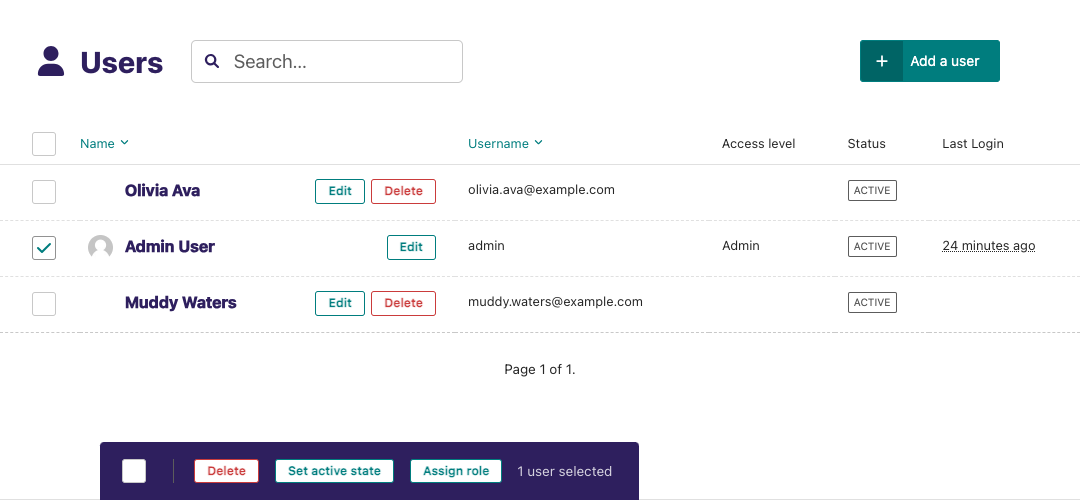 Users
Search...
+ Add a user
Name Username Access level Status Last Login
Olivia Ava Edit Delete olivia.ava@example.com ACTIVE
Admin User Edit admin Admin ACTIVE 24 minutes ago
Muddy Waters Edit Delete muddy.waters@example.com ACTIVE
Page 1 of 1.
Delete Set active state Assign role 1 user selected